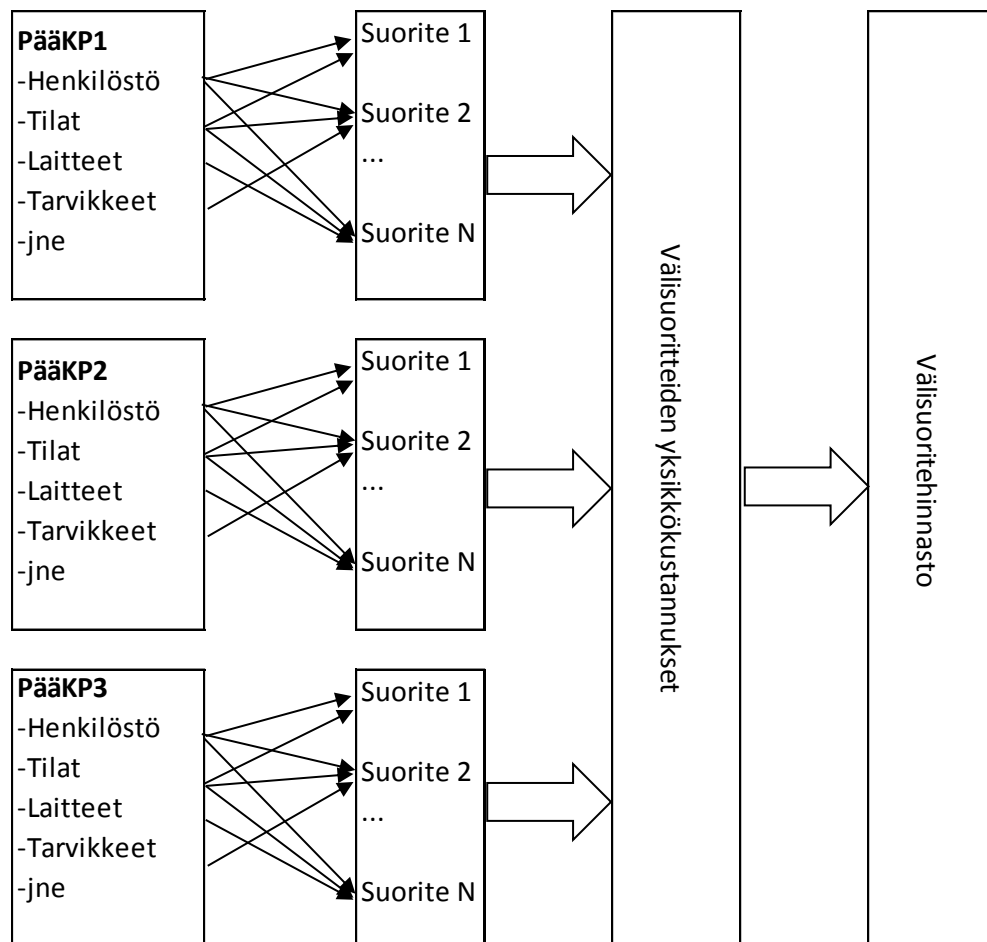 PääKP1
-Henkilöstö
-Tilat
-Laitteet
-Tarvikkeet
-jne
Suorite 1
Suorite 2
...
Suorite N
PääKP2
-Henkilöstö
-Tilat
-Laitteet
-Tarvikkeet
-jne
Suorite 1
Suorite 2
...
Suorite N
PääKP3
-Henkilöstö
-Tilat
-Laitteet
-Tarvikkeet
-jne
Suorite 1
Suorite 2
...
Suorite N
Välisuoritteiden yksikkökustannukset
Välisuoritehinnasto